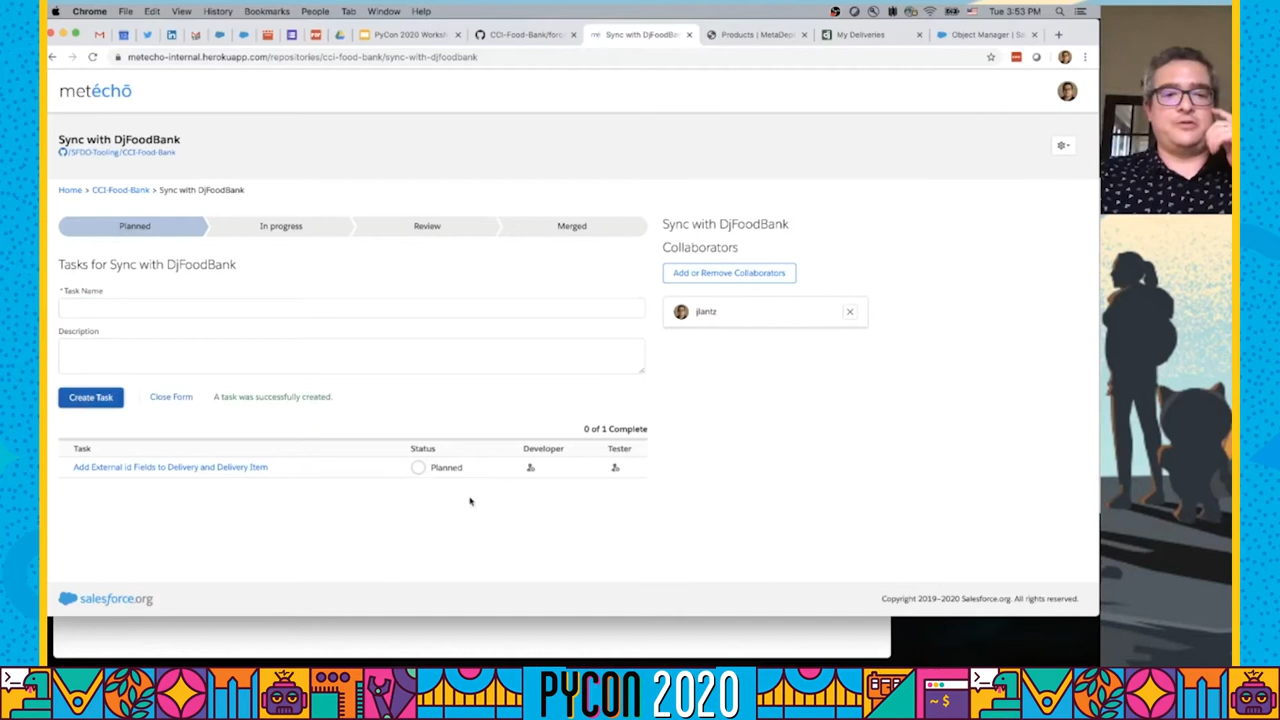 Chrome File Edit View History Bookmarks People Tab Window Help Tue 3:53 PM
PyCon 2020 Worksh CCI-Food-Bank/forc Sync with DjFoodBan Products | MetaDepl My Deliveries Object Manager | Sa
metecho-internal.herokuapp.com/repositories/cci-food-bank/sync-with-djfoodbank
metéchō
Sync with DjFoodBank
/SFDO-Tooling/CCI-Food-Bank
Home > CCI-Food-Bank > Sync with DjFoodBank
Planned In progress Review Merged
Tasks for Sync with DjFoodBank
*Task Name
Description
Create Task Close Form A task was successfully created.
0 of 1 Complete
Task Status Developer Tester
Add External id Fields to Delivery and Delivery Item Planned
Sync with DjFoodBank
Collaborators
Add or Remove Collaborators
jlantz
salesforce.org
Copyright 2019–2020 Salesforce.org. All rights reserved.
PYCON 2020